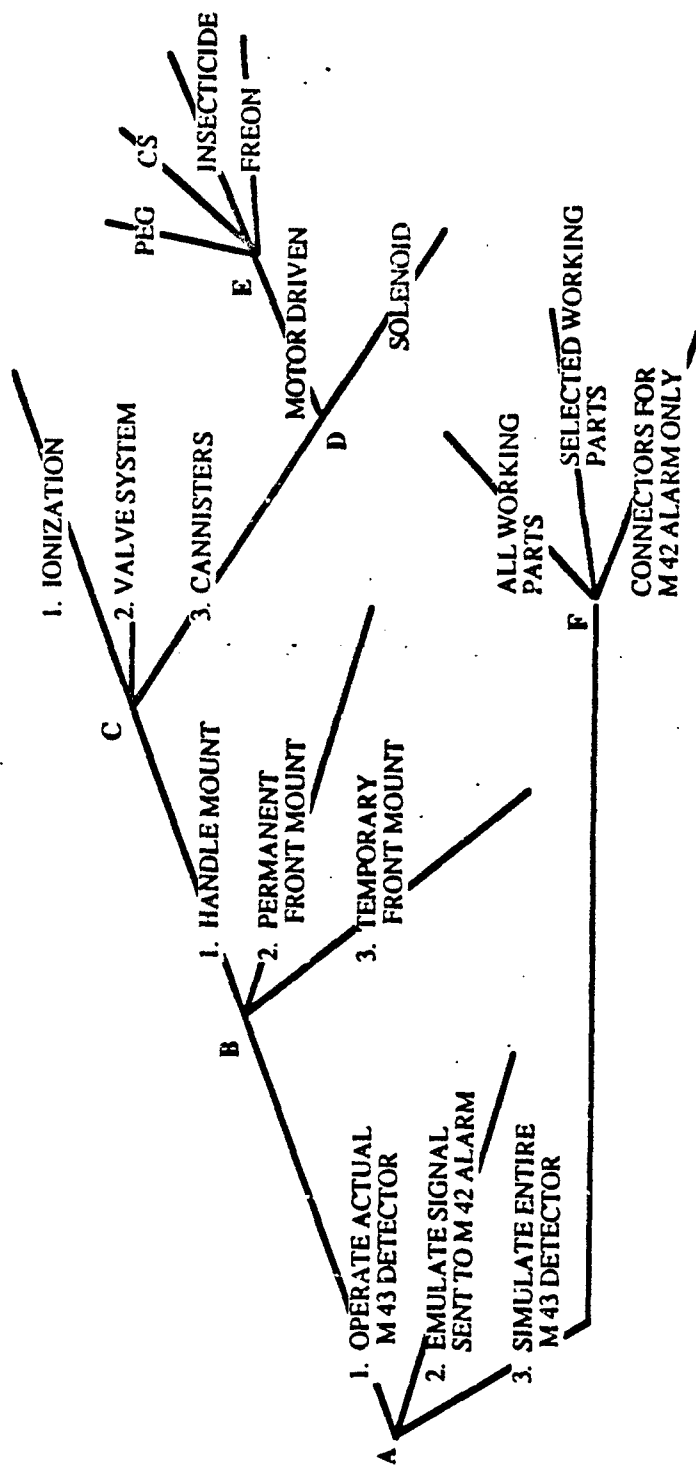 A
1. OPERATE ACTUAL
M 43 DETECTOR
2. EMULATE SIGNAL
SENT TO M 42 ALARM
3. SIMULATE ENTIRE
M 43 DETECTOR
B
1. HANDLE MOUNT
2. PERMANENT
FRONT MOUNT
3. TEMPORARY
FRONT MOUNT
C
1. IONIZATION
2. VALVE SYSTEM
3. CANNISTERS
D
MOTOR DRIVEN
SOLENOID
E
PEG
CS
INSECTICIDE
FREON
F
ALL WORKING
PARTS
SELECTED WORKING
PARTS
CONNECTORS FOR
M 42 ALARM ONLY